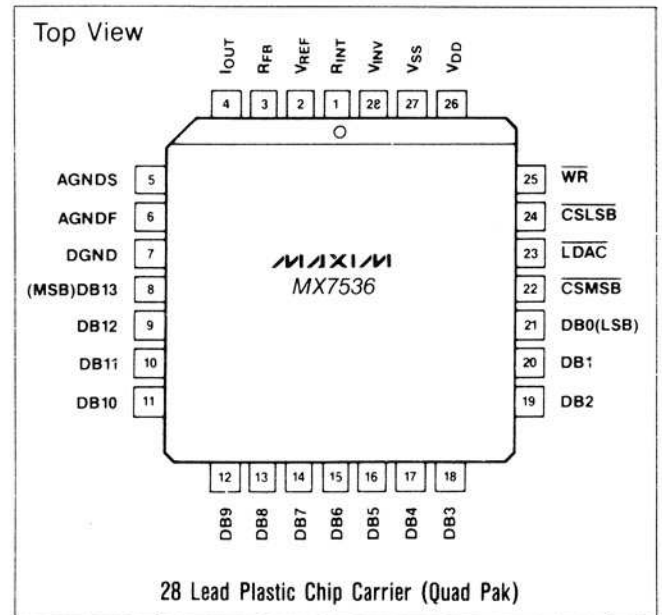 Top View
IOUT RFB VREF RINT VINV VSS VDD
4 3 2 1 28 27 26
AGNDS 5 25 WR
AGNDF 6 24 CSLSB
DGND 7 23 LDAC
MAXIM
MX7536
(MSB)DB13 8 22 CSMSB
DB12 9 21 DB0(LSB)
DB11 10 20 DB1
DB10 11 19 DB2
12 13 14 15 16 17 18
DB9 DB8 DB7 DB6 DB5 DB4 DB3
28 Lead Plastic Chip Carrier (Quad Pak)